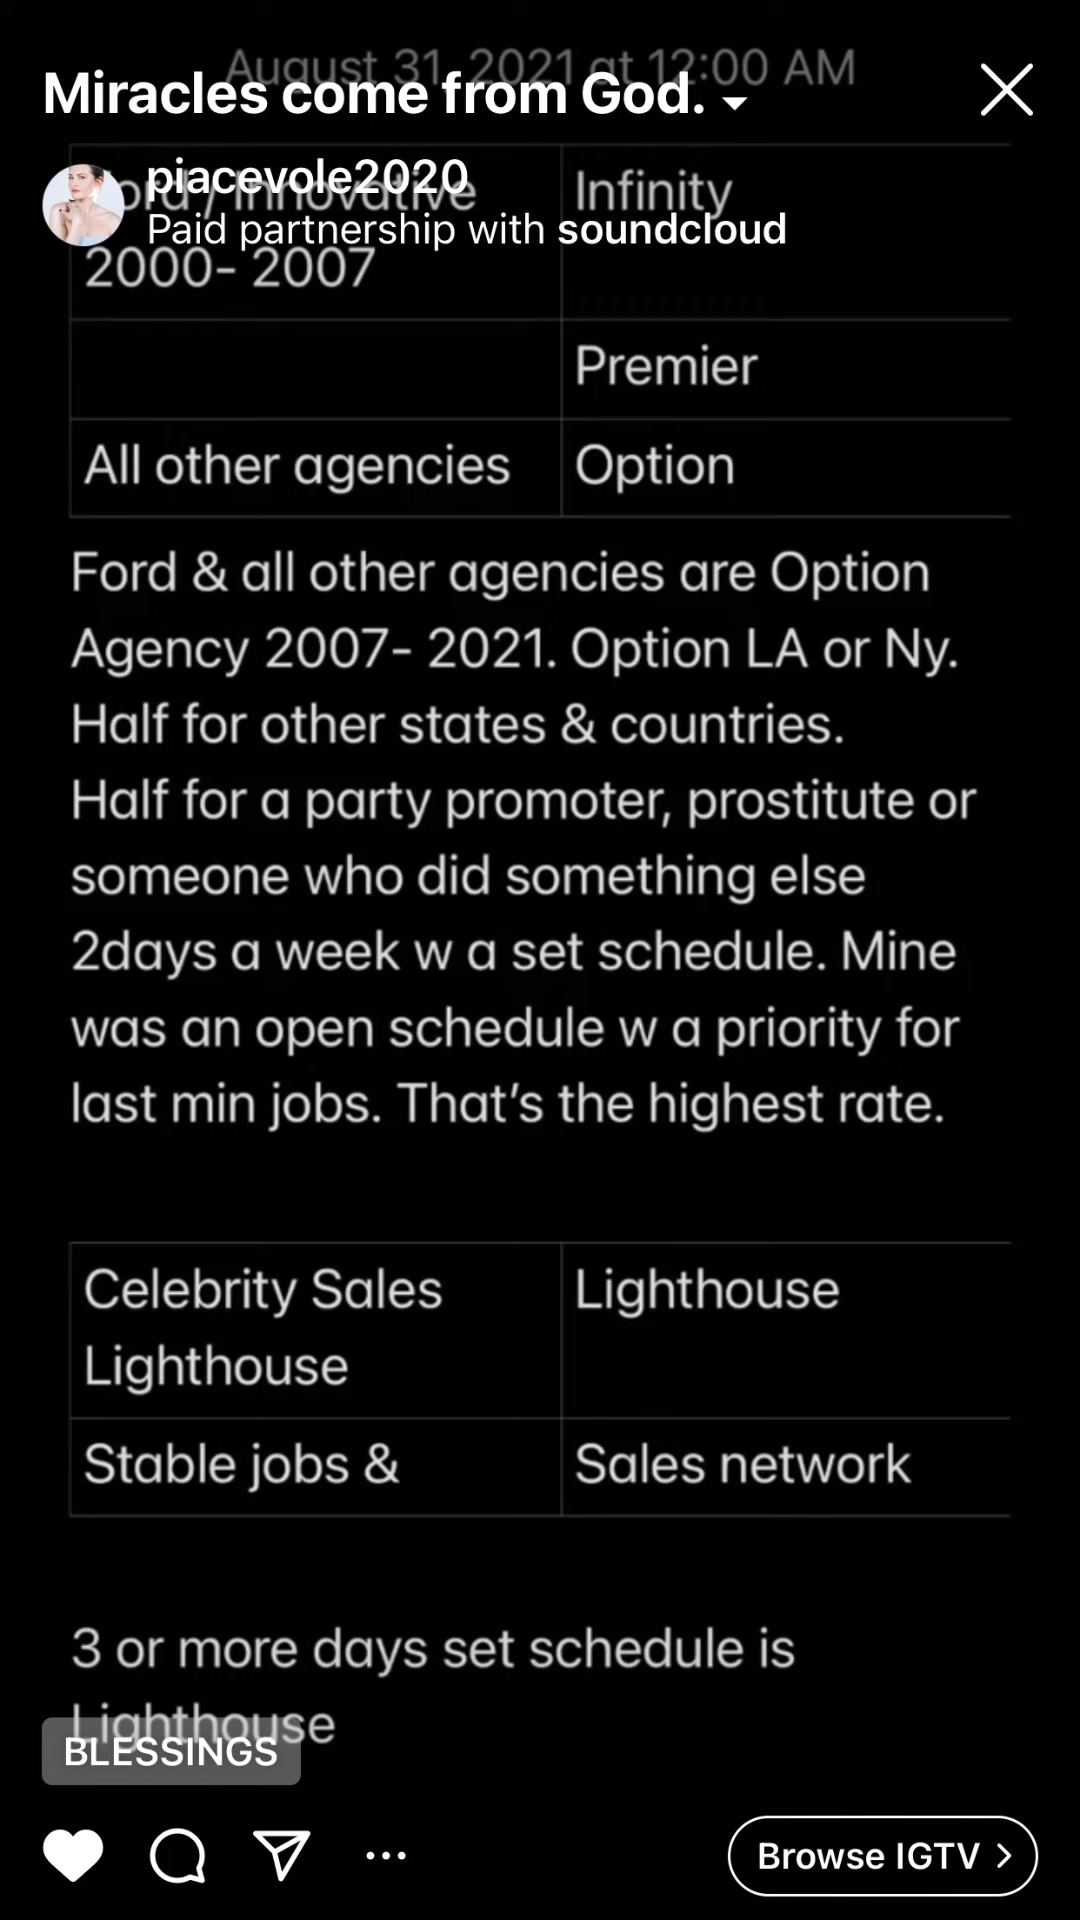 August 31, 2021 at 12:00 AM
Miracles come from God.
piacevole2020
Paid partnership with soundcloud
ord / Innovative
2000- 2007
Infinity
Premier
All other agencies
Option
Ford & all other agencies are Option
Agency 2007- 2021. Option LA or Ny.
Half for other states & countries.
Half for a party promoter, prostitute or
someone who did something else
2days a week w a set schedule. Mine
was an open schedule w a priority for
last min jobs. That’s the highest rate.
Celebrity Sales
Lighthouse
Lighthouse
Stable jobs &
Sales network
3 or more days set schedule is
Lighthouse
BLESSINGS
Browse IGTV